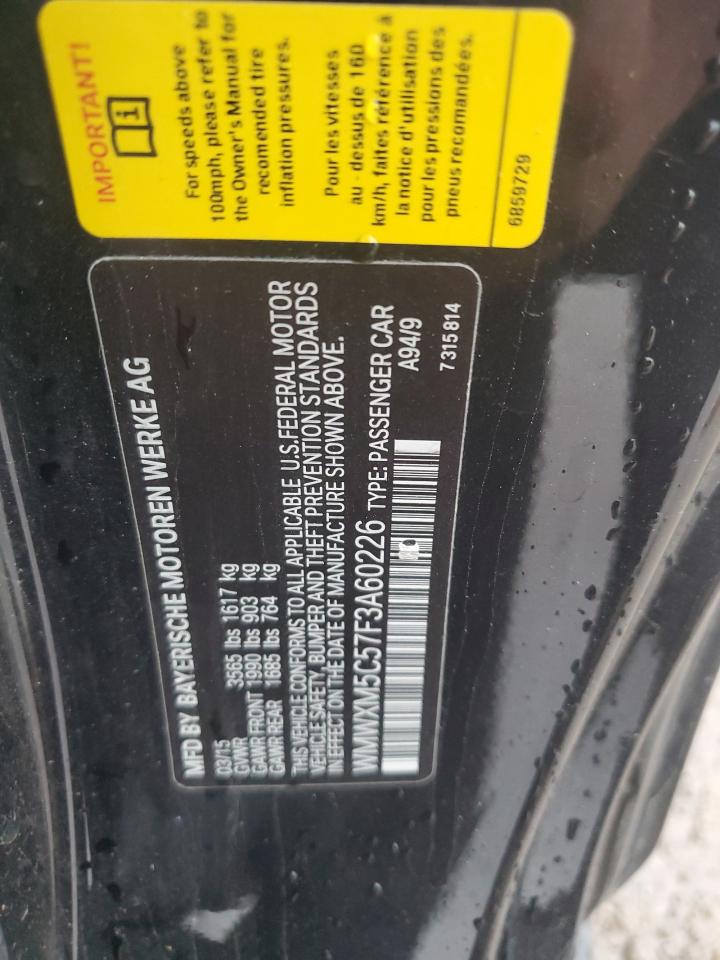 MFD BY BAYERISCHE MOTOREN WERKE AG
03/15
GVWR 3565 lbs 1617 kg
GAWR FRONT 1990 lbs 903 kg
GAWR REAR 1685 lbs 764 kg
THIS VEHICLE CONFORMS TO ALL APPLICABLE U.S.FEDERAL MOTOR
VEHICLE SAFETY, BUMPER AND THEFT PREVENTION STANDARDS
IN EFFECT ON THE DATE OF MANUFACTURE SHOWN ABOVE.
WMWXM5C57F3A60226 TYPE: PASSENGER CAR
A94/9
7 315 814
IMPORTANT!
For speeds above
100mph, please refer to
the Owner's Manual for
recomended tire
inflation pressures.
Pour les vitesses
au - dessus de 160
km/h, faites référence à
la notice d'utilisation
pour les pressions des
pneus recomandées.
6859729